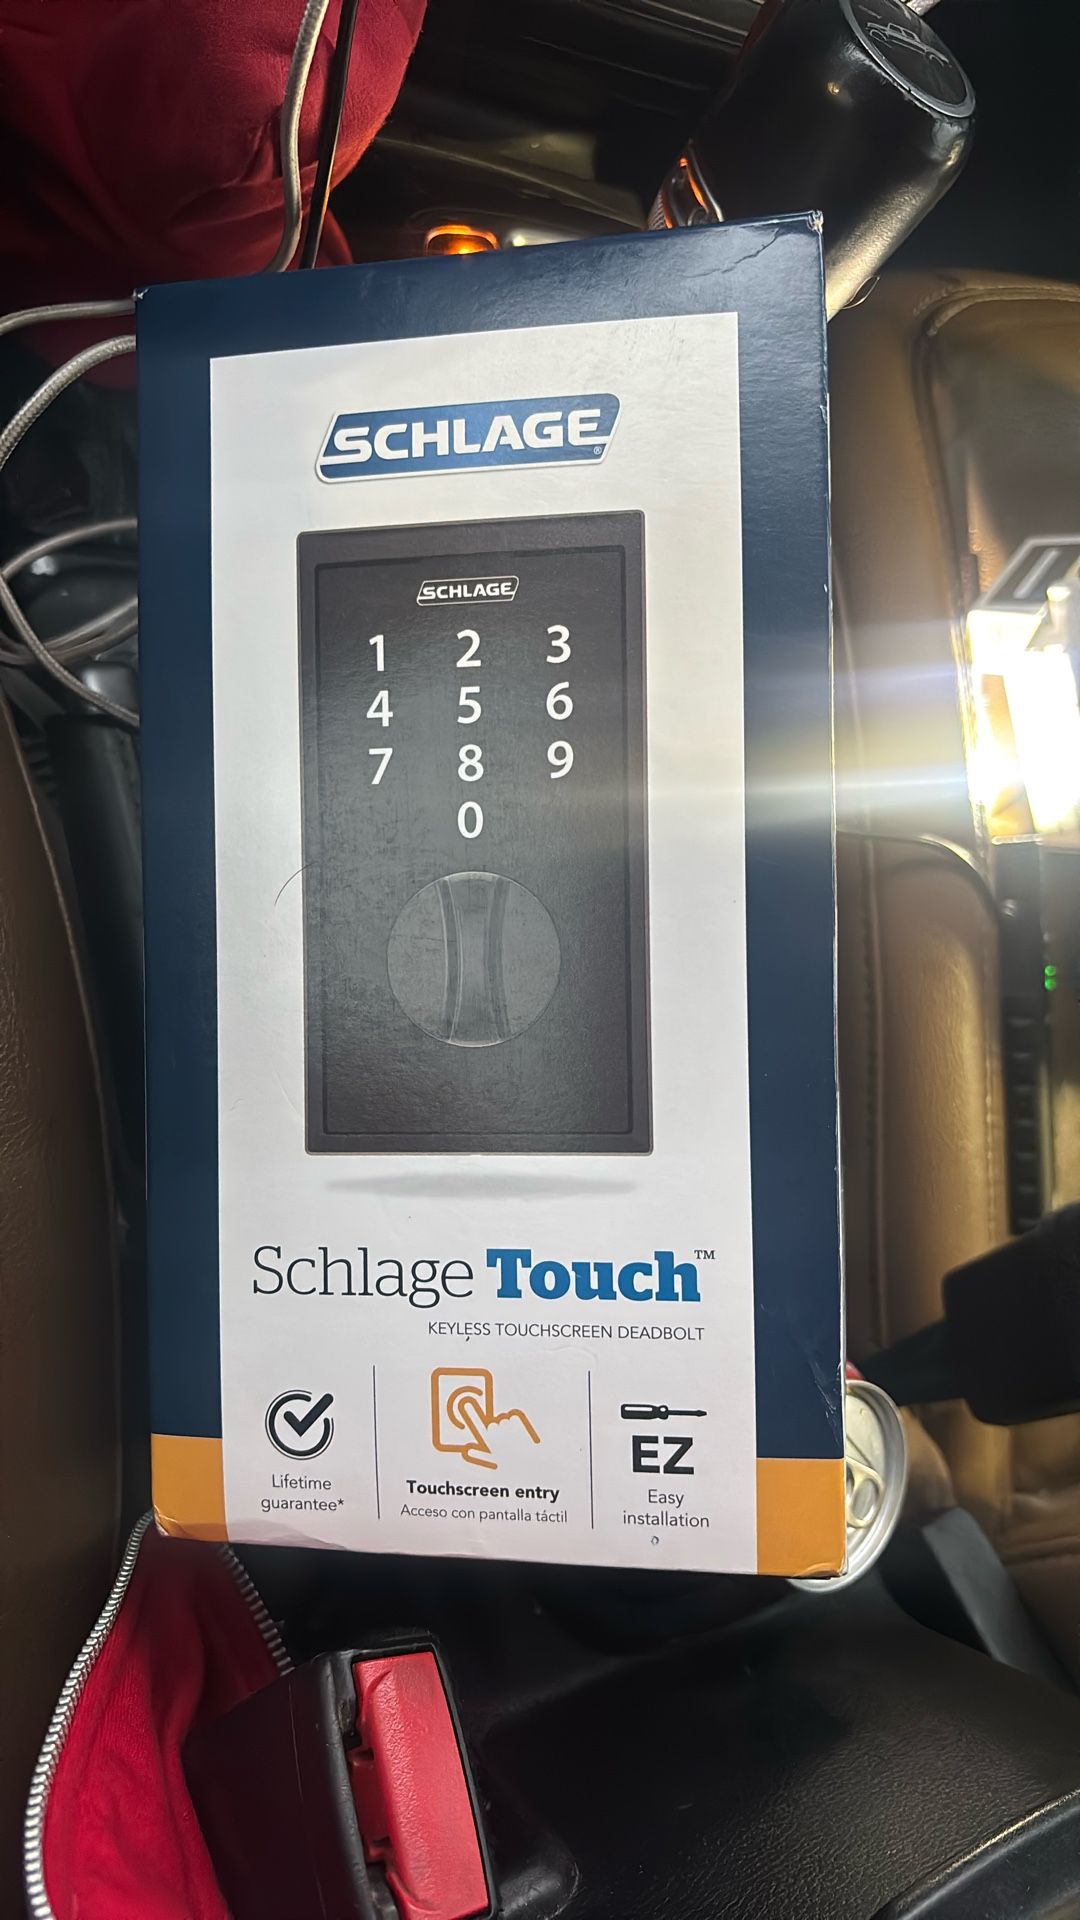 SCHLAGE
SCHLAGE
1 2 3
4 5 6
7 8 9
0
Schlage Touch™
KEYLESS TOUCHSCREEN DEADBOLT
Lifetime
guarantee*
Touchscreen entry
Acceso con pantalla táctil
EZ
Easy
installation